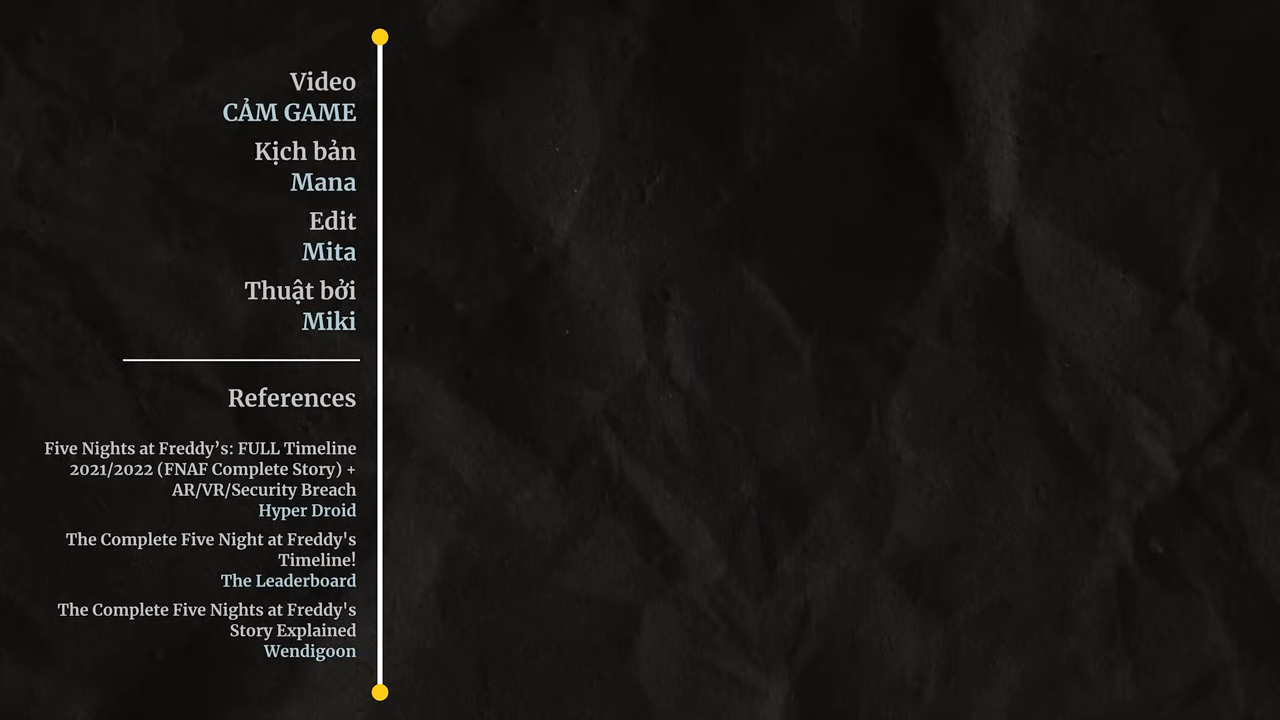 Video
CẢM GAME
Kịch bản
Mana
Edit
Mita
Thuật bởi
Miki
References
Five Nights at Freddy’s: FULL Timeline
2021/2022 (FNAF Complete Story) +
AR/VR/Security Breach
Hyper Droid
The Complete Five Night at Freddy's
Timeline!
The Leaderboard
The Complete Five Nights at Freddy's
Story Explained
Wendigoon